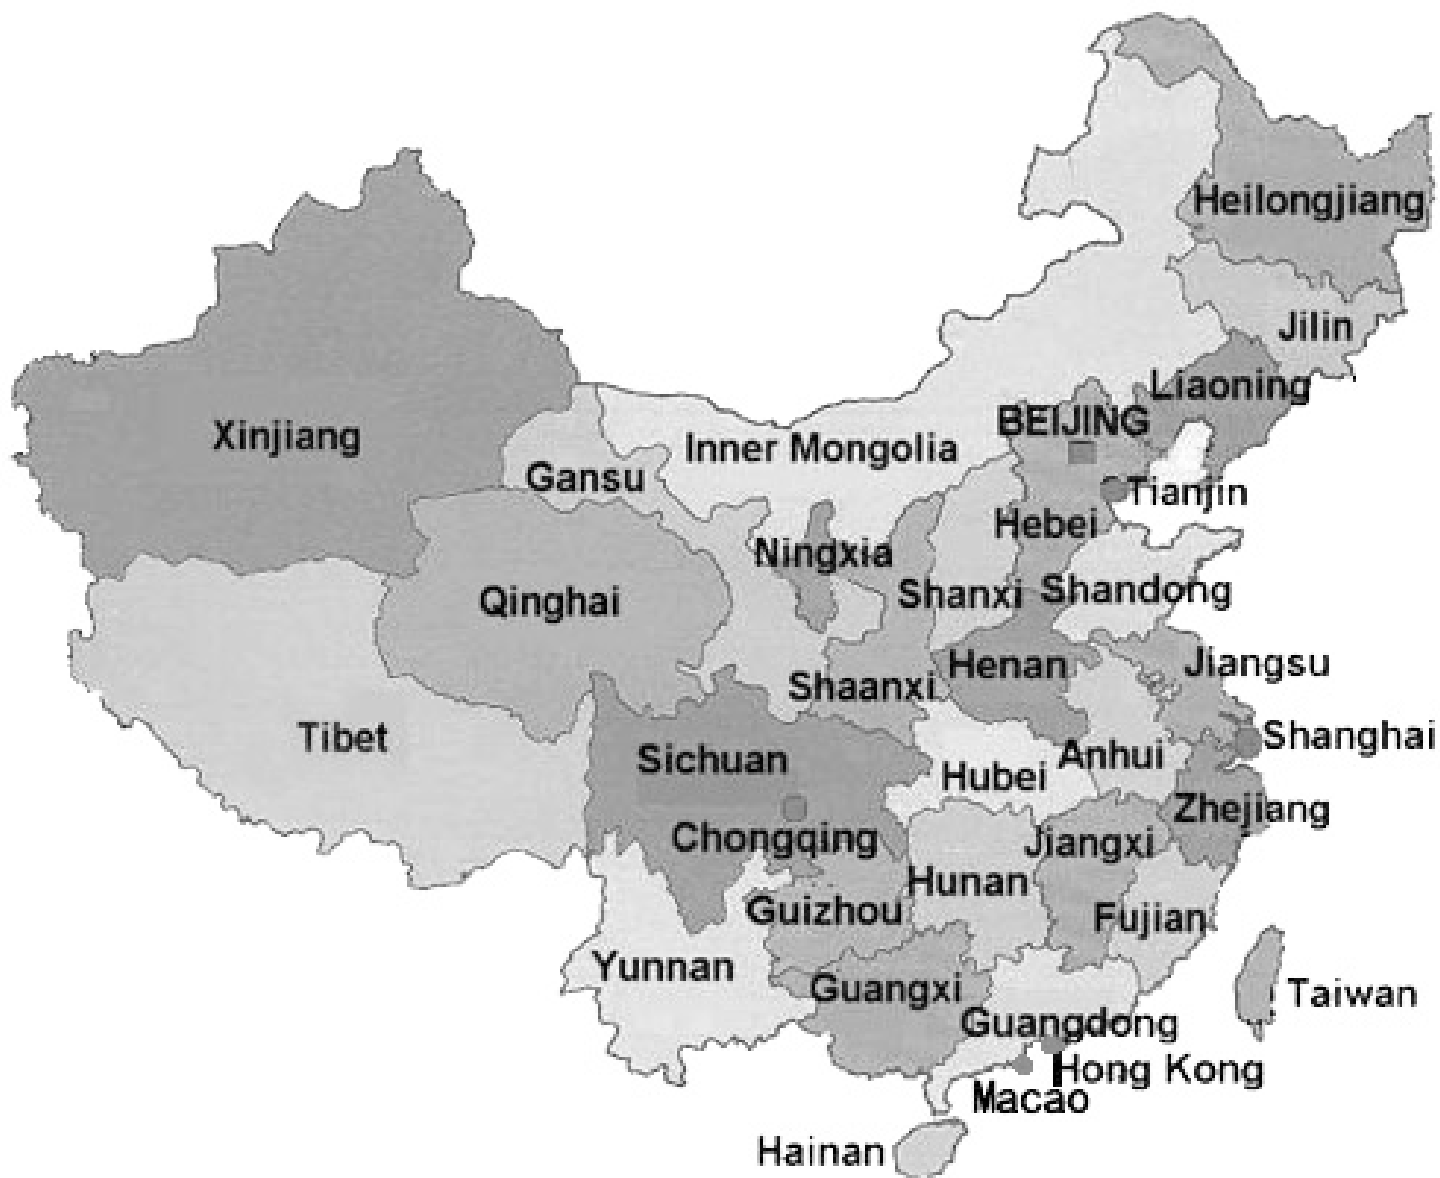 Heilongjiang
Jilin
Liaoning
BEIJING
Xinjiang
Inner Mongolia
Gansu
Tianjin
Hebei
Ningxia
Shanxi
Shandong
Qinghai
Henan
Jiangsu
Shaanxi
Tibet
Shanghai
Sichuan
Anhui
Hubei
Zhejiang
Chongqing
Jiangxi
Hunan
Guizhou
Fujian
Yunnan
Guangxi
Taiwan
Guangdong
Hong Kong
Macao
Hainan